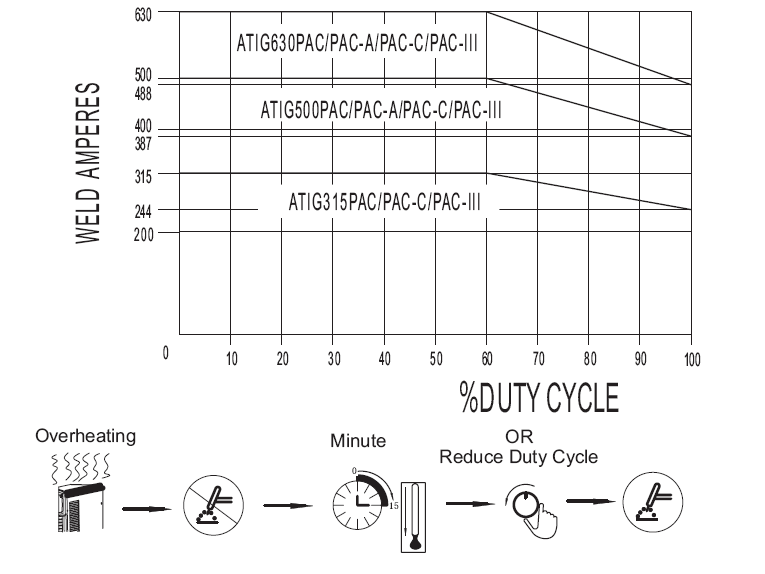 630
500
488
400
387
315
244
200
0
WELD AMPERES
ATIG630PAC/PAC-A/PAC-C/PAC-III
ATIG500PAC/PAC-A/PAC-C/PAC-III
ATIG315PAC/PAC-C/PAC-III
10 20 30 40 50 60 70 80 90 100
%DUTY CYCLE
Overheating
Minute
0
15
OR
Reduce Duty Cycle